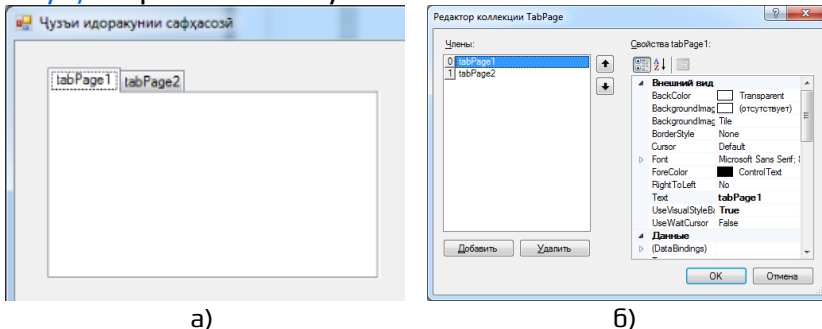 Ҷузъи идоракунии сафҳасозӣ
tabPage1 tabPage2
а)
Редактор коллекции TabPage
Члены:
0 tabPage1
1 tabPage2
Добавить Удалить
Свойства tabPage1:
Внешний вид
BackColor Transparent
BackgroundImag (отсутствует)
BackgroundImag Tile
BorderStyle None
Cursor Default
Font Microsoft Sans Serif; 8
ForeColor ControlText
RightToLeft No
Text tabPage1
UseVisualStyleBa True
UseWaitCursor False
Данные
(DataBindings)
OK Отмена
б)